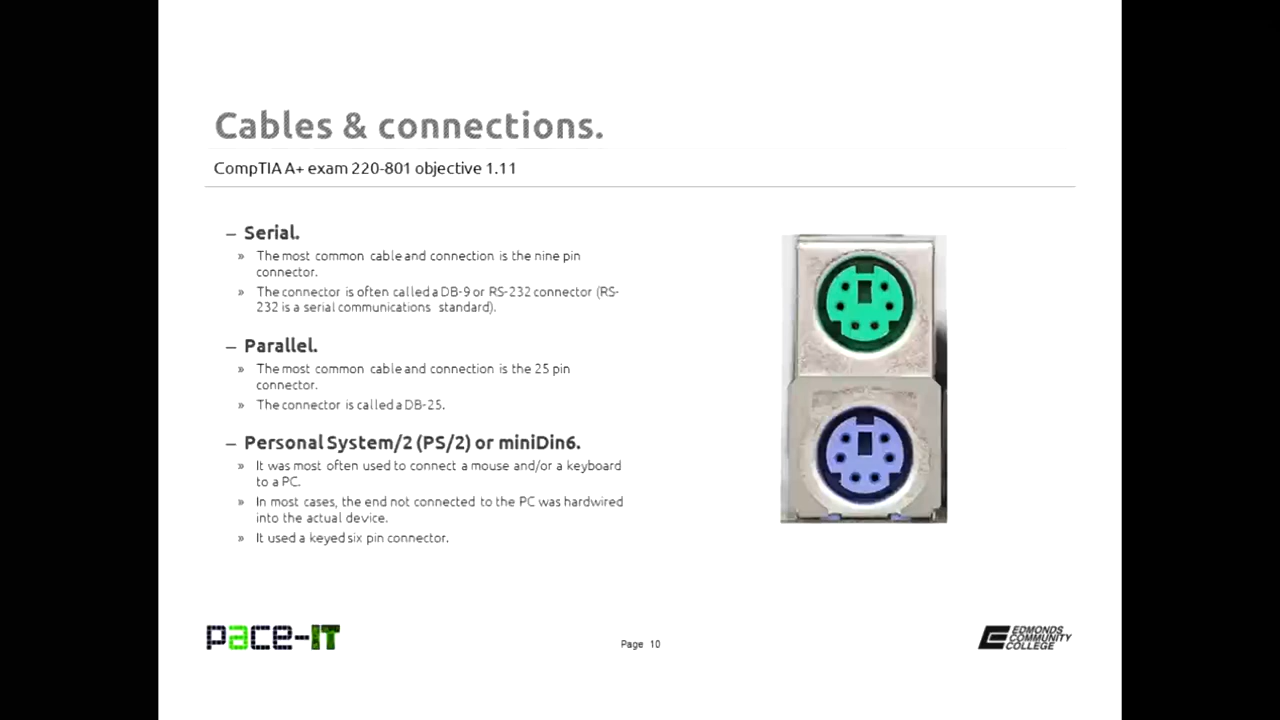 Cables & connections.
CompTIA A+ exam 220-801 objective 1.11
– Serial.
» The most common cable and connection is the nine pin
connector.
» The connector is often called a DB-9 or RS-232 connector (RS-
232 is a serial communications standard).
– Parallel.
» The most common cable and connection is the 25 pin
connector.
» The connector is called a DB-25.
– Personal System/2 (PS/2) or miniDin6.
» It was most often used to connect a mouse and/or a keyboard
to a PC.
» In most cases, the end not connected to the PC was hardwired
into the actual device.
» It used a keyed six pin connector.
pace-IT
Page 10
EDMONDS
COMMUNITY
COLLEGE